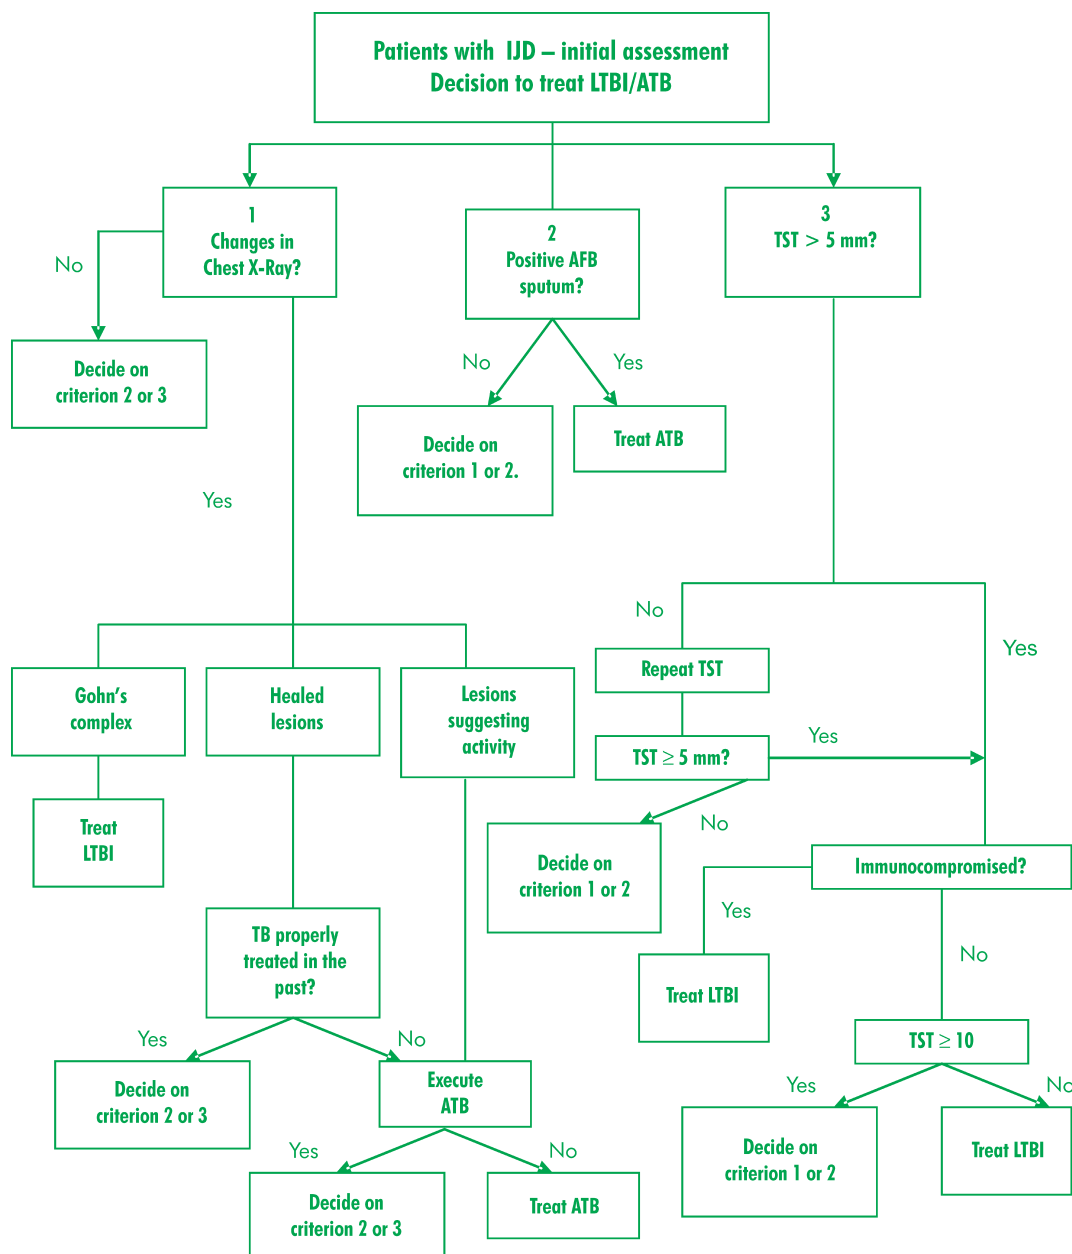 Patients with IJD – initial assessment
Decision to treat LTBI/ATB
1
Changes in
Chest X-Ray?
2
Positive AFB
sputum?
3
TST > 5 mm?
No
Decide on
criterion 2 or 3
No
Yes
Decide on
criterion 1 or 2.
Treat ATB
Yes
No
Yes
Repeat TST
Gohn's
complex
Healed
lesions
Lesions
suggesting
activity
TST ≥ 5 mm?
Yes
No
Treat
LTBI
Decide on
criterion 1 or 2
Immunocompromised?
Yes
No
TB properly
treated in the
past?
Treat LTBI
Yes
No
TST ≥ 10
Decide on
criterion 2 or 3
Execute
ATB
Yes
No
Decide on
criterion 1 or 2
Treat LTBI
Yes
No
Decide on
criterion 2 or 3
Treat ATB